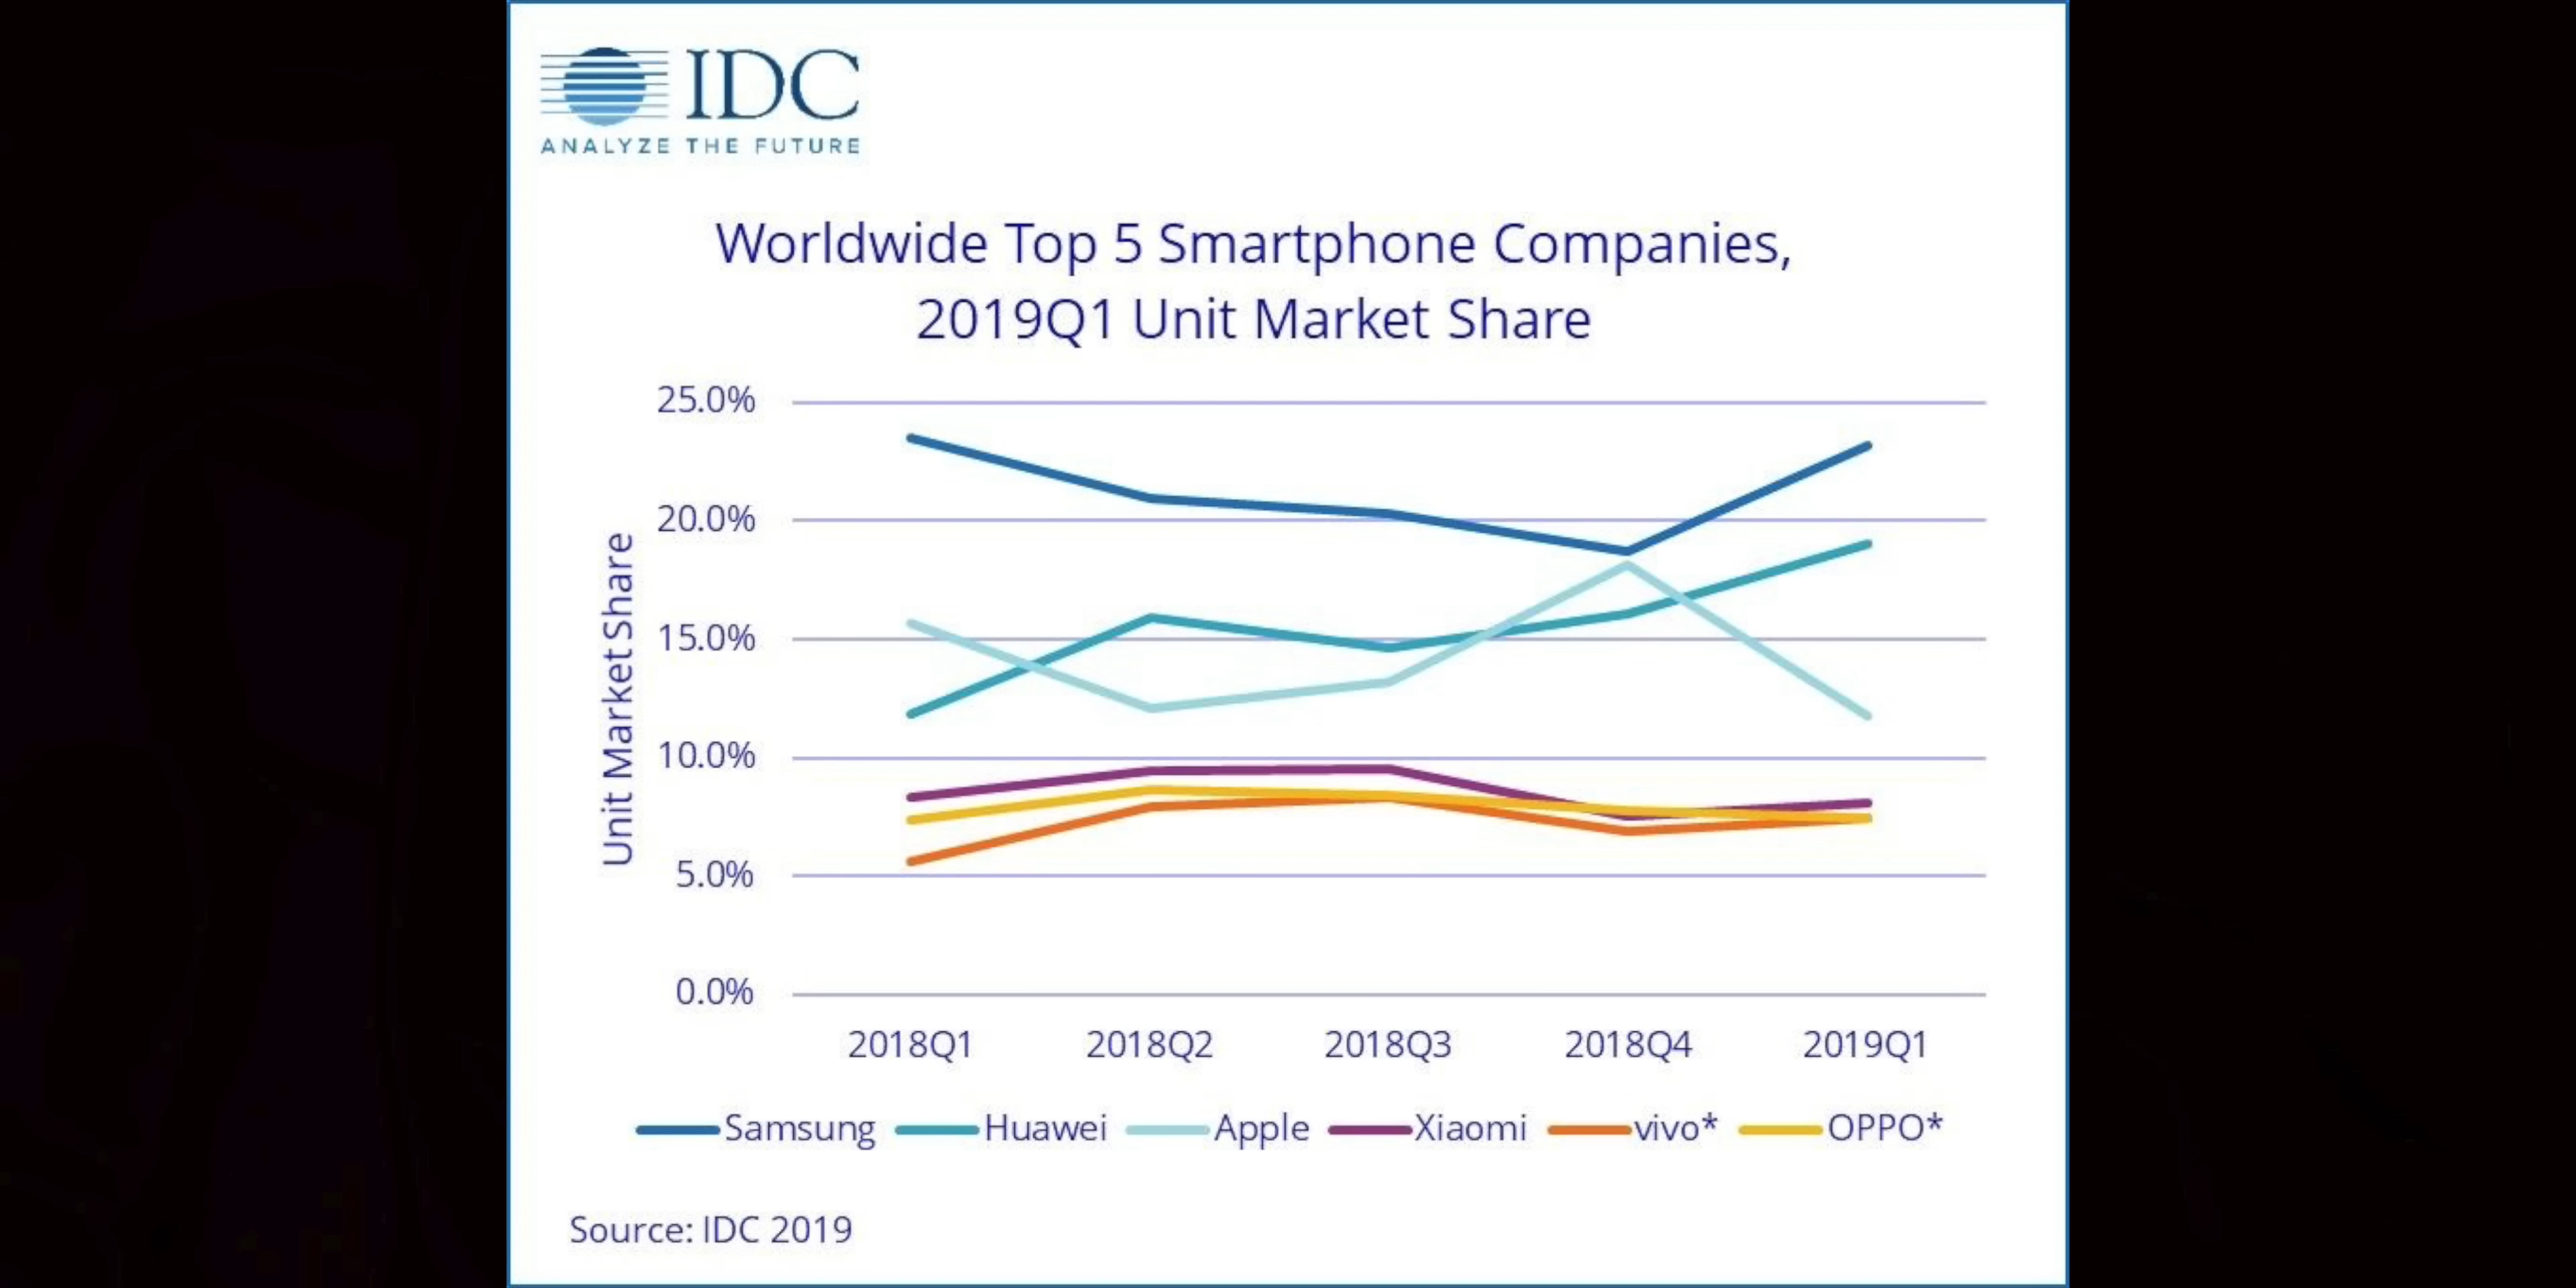 IDC
ANALYZE THE FUTURE
Worldwide Top 5 Smartphone Companies,
2019Q1 Unit Market Share
Unit Market Share
25.0%
20.0%
15.0%
10.0%
5.0%
0.0%
2018Q1 2018Q2 2018Q3 2018Q4 2019Q1
Samsung Huawei Apple Xiaomi vivo* OPPO*
Source: IDC 2019